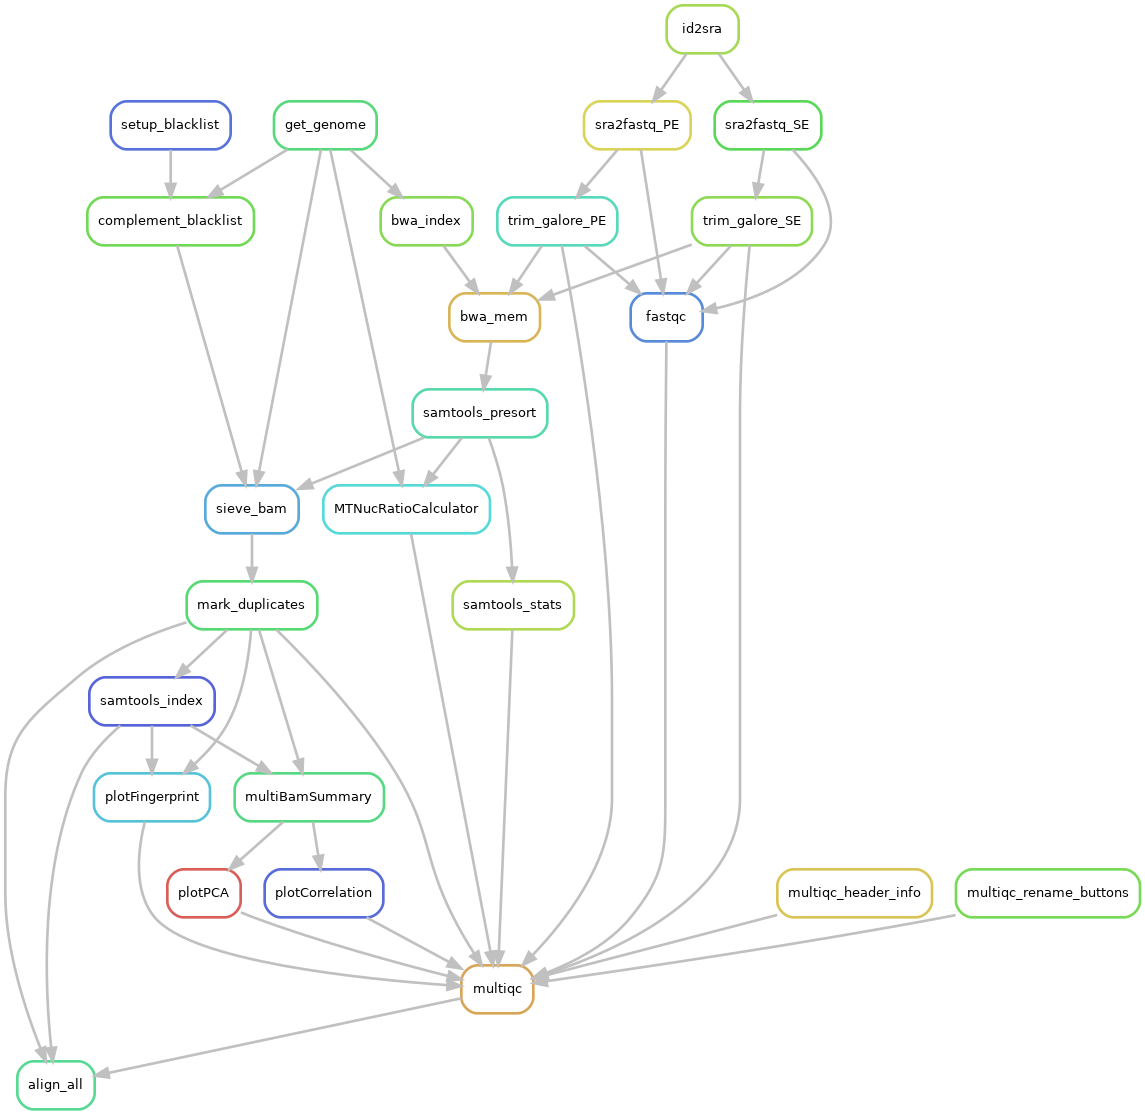 id2sra
setup_blacklist
get_genome
sra2fastq_PE
sra2fastq_SE
complement_blacklist
bwa_index
trim_galore_PE
trim_galore_SE
bwa_mem
fastqc
samtools_presort
sieve_bam
MTNucRatioCalculator
mark_duplicates
samtools_stats
samtools_index
plotFingerprint
multiBamSummary
plotPCA
plotCorrelation
multiqc_header_info
multiqc_rename_buttons
multiqc
align_all